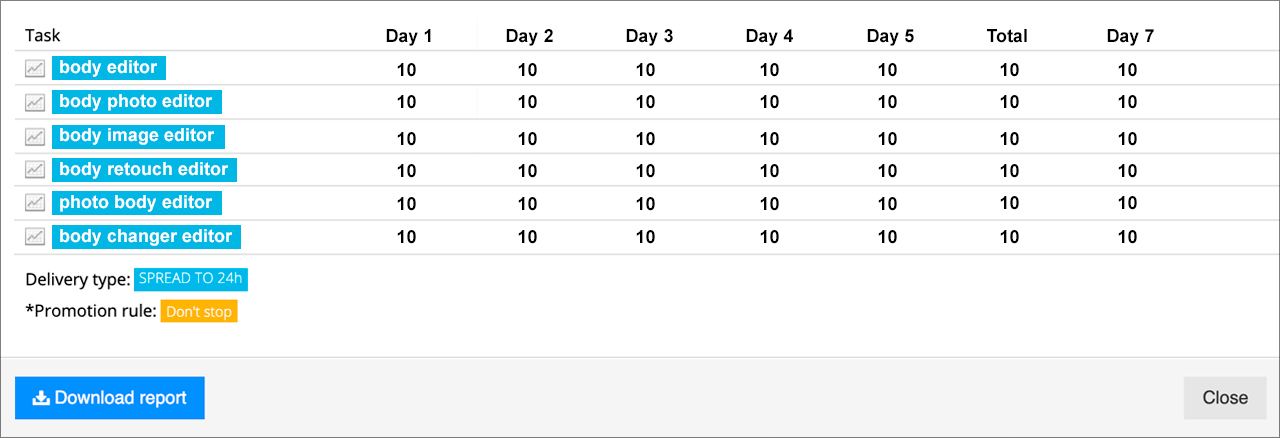 Task Day 1 Day 2 Day 3 Day 4 Day 5 Total Day 7
body editor 10 10 10 10 10 10 10
body photo editor 10 10 10 10 10 10 10
body image editor 10 10 10 10 10 10 10
body retouch editor 10 10 10 10 10 10 10
photo body editor 10 10 10 10 10 10 10
body changer editor 10 10 10 10 10 10 10
Delivery type: SPREAD TO 24h
*Promotion rule: Don't stop
Download report Close